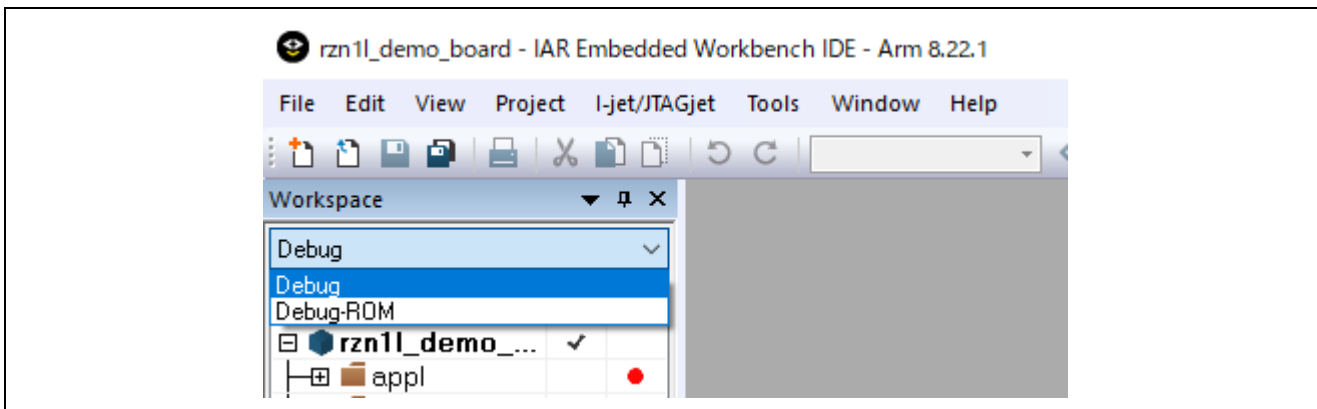 rzn1l_demo_board - IAR Embedded Workbench IDE - Arm 8.22.1
File Edit View Project I-jet/JTAGjet Tools Window Help
Workspace
Debug
Debug
Debug-ROM
rzn1l_demo_...
appl